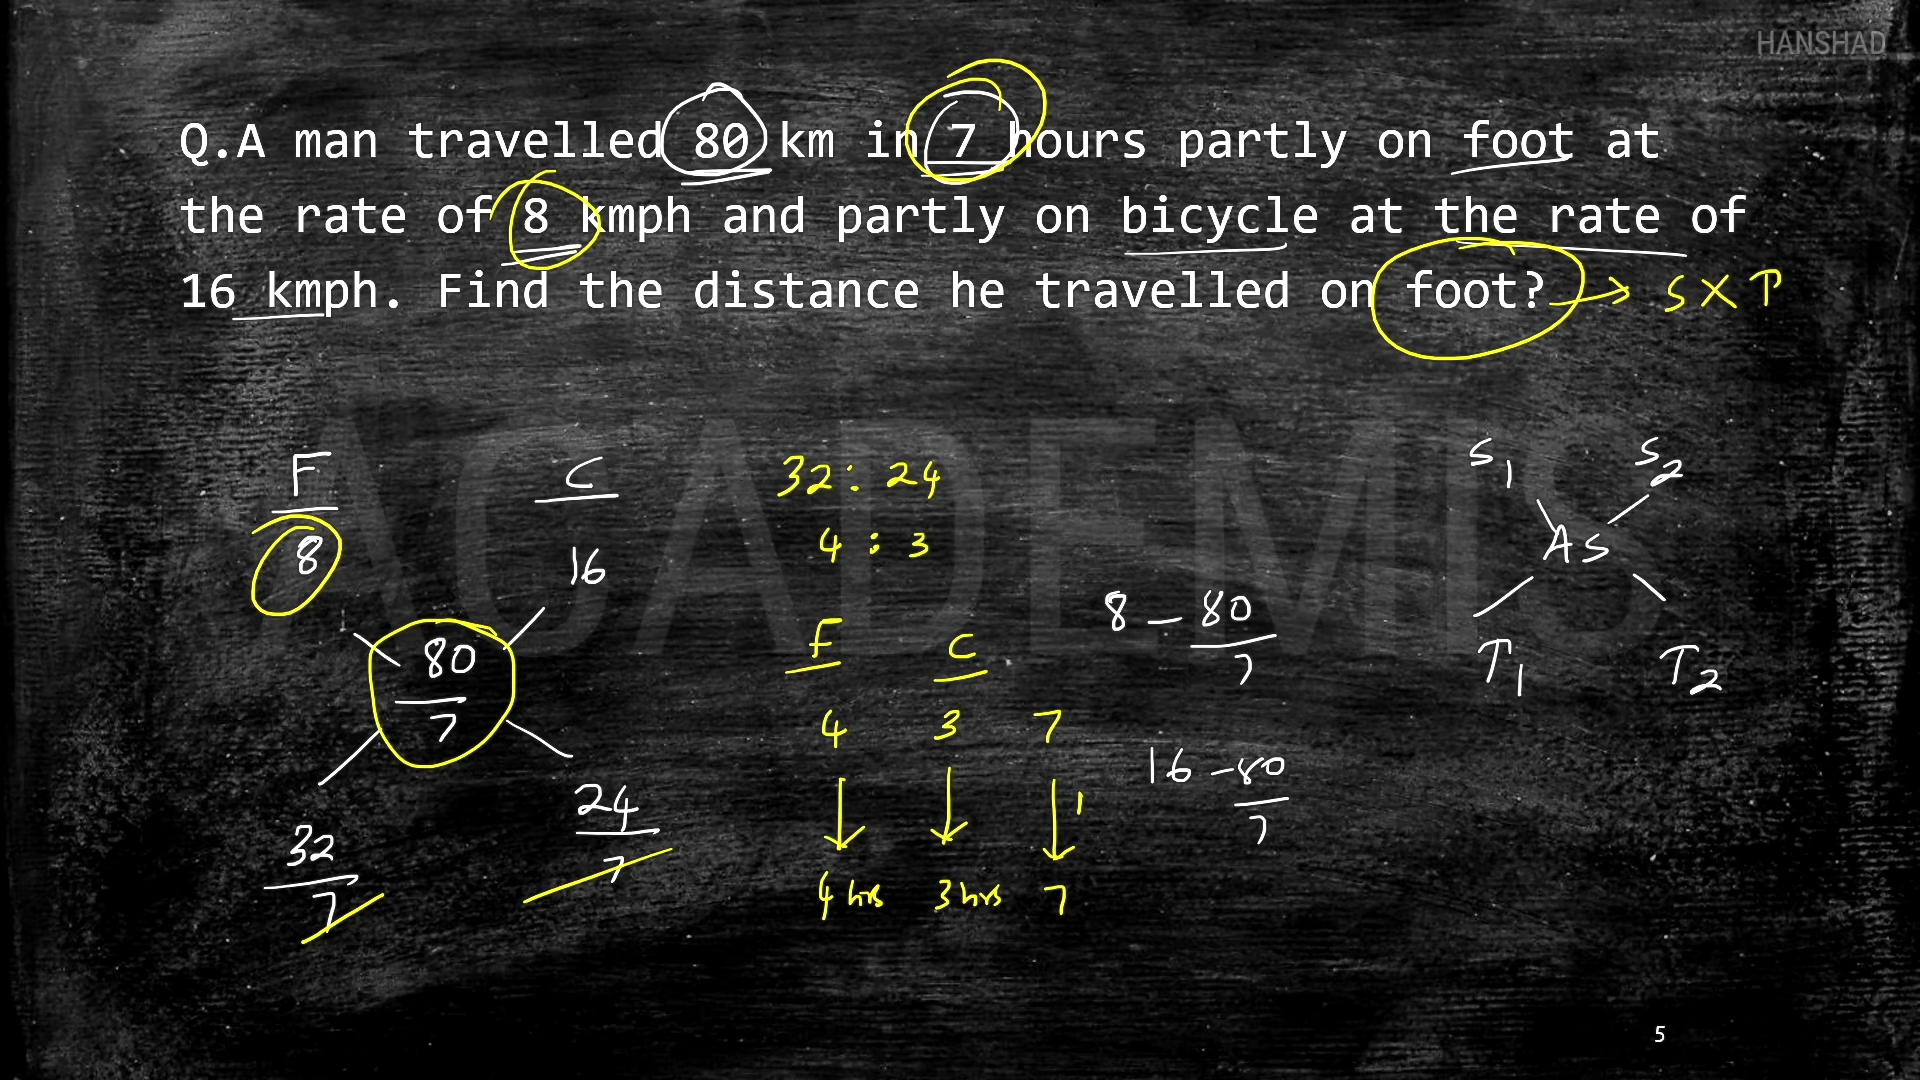 HANSHAD
Q.A man travelled 80 km in 7 hours partly on foot at
the rate of 8 kmph and partly on bicycle at the rate of
16 kmph. Find the distance he travelled on foot? → S × T
ACADEMIS
F C
8 16
80
7
32
7
24
7
32 : 24
4 : 3
F C
4 3 7
4 hrs 3 hrs 7
8 - 80
7
16 - 80
7
S1 S2
AS
T1 T2
5